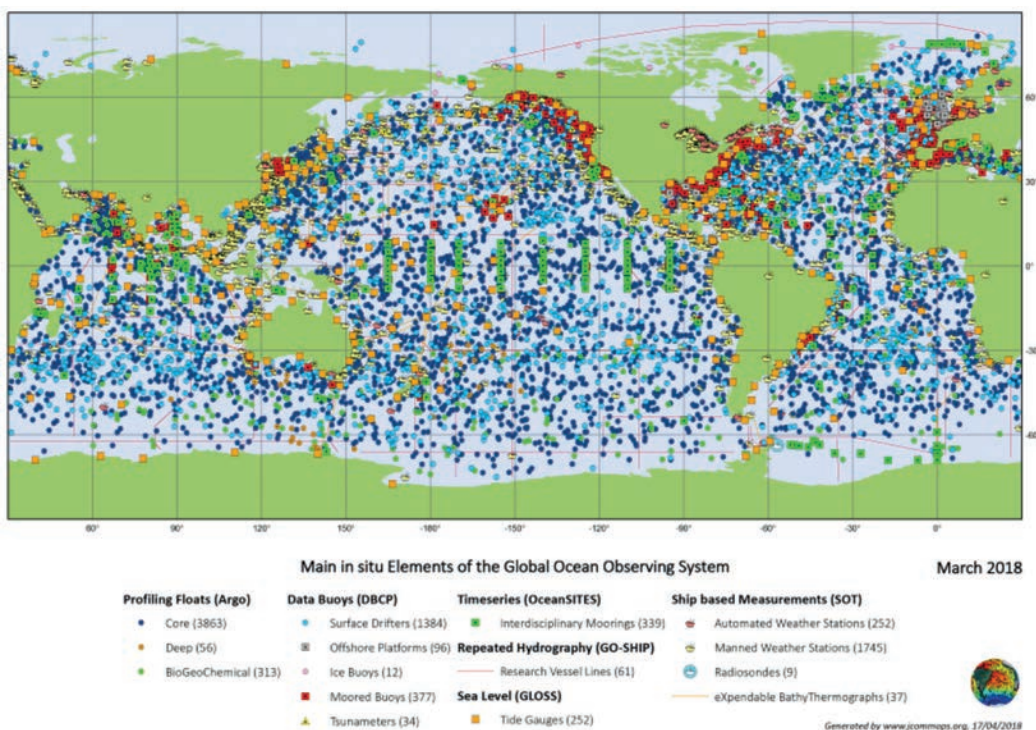 60°
30°
0°
-30°
-60°
60° 90° 120° 150° -180° -150° -120° -90° -60° -30° 0°
Main in situ Elements of the Global Ocean Observing System
March 2018
Profiling Floats (Argo)
Core (3863)
Deep (56)
BioGeoChemical (313)
Data Buoys (DBCP)
Surface Drifters (1384)
Offshore Platforms (96)
Ice Buoys (12)
Moored Buoys (377)
Tsunameters (34)
Timeseries (OceanSITES)
Interdisciplinary Moorings (339)
Repeated Hydrography (GO-SHIP)
Research Vessel Lines (61)
Sea Level (GLOSS)
Tide Gauges (252)
Ship based Measurements (SOT)
Automated Weather Stations (252)
Manned Weather Stations (1745)
Radiosondes (9)
eXpendable BathyThermographs (37)
Generated by www.jcommops.org, 17/04/2018